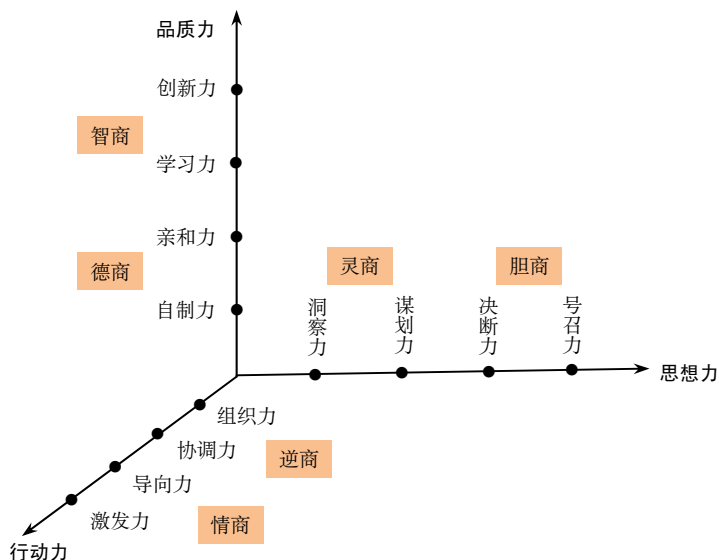 品质力
创新力
智商
学习力
亲和力
德商
自制力
灵商
胆商
洞察力
谋划力
决断力
号召力
思想力
组织力
协调力
逆商
导向力
激发力
情商
行动力